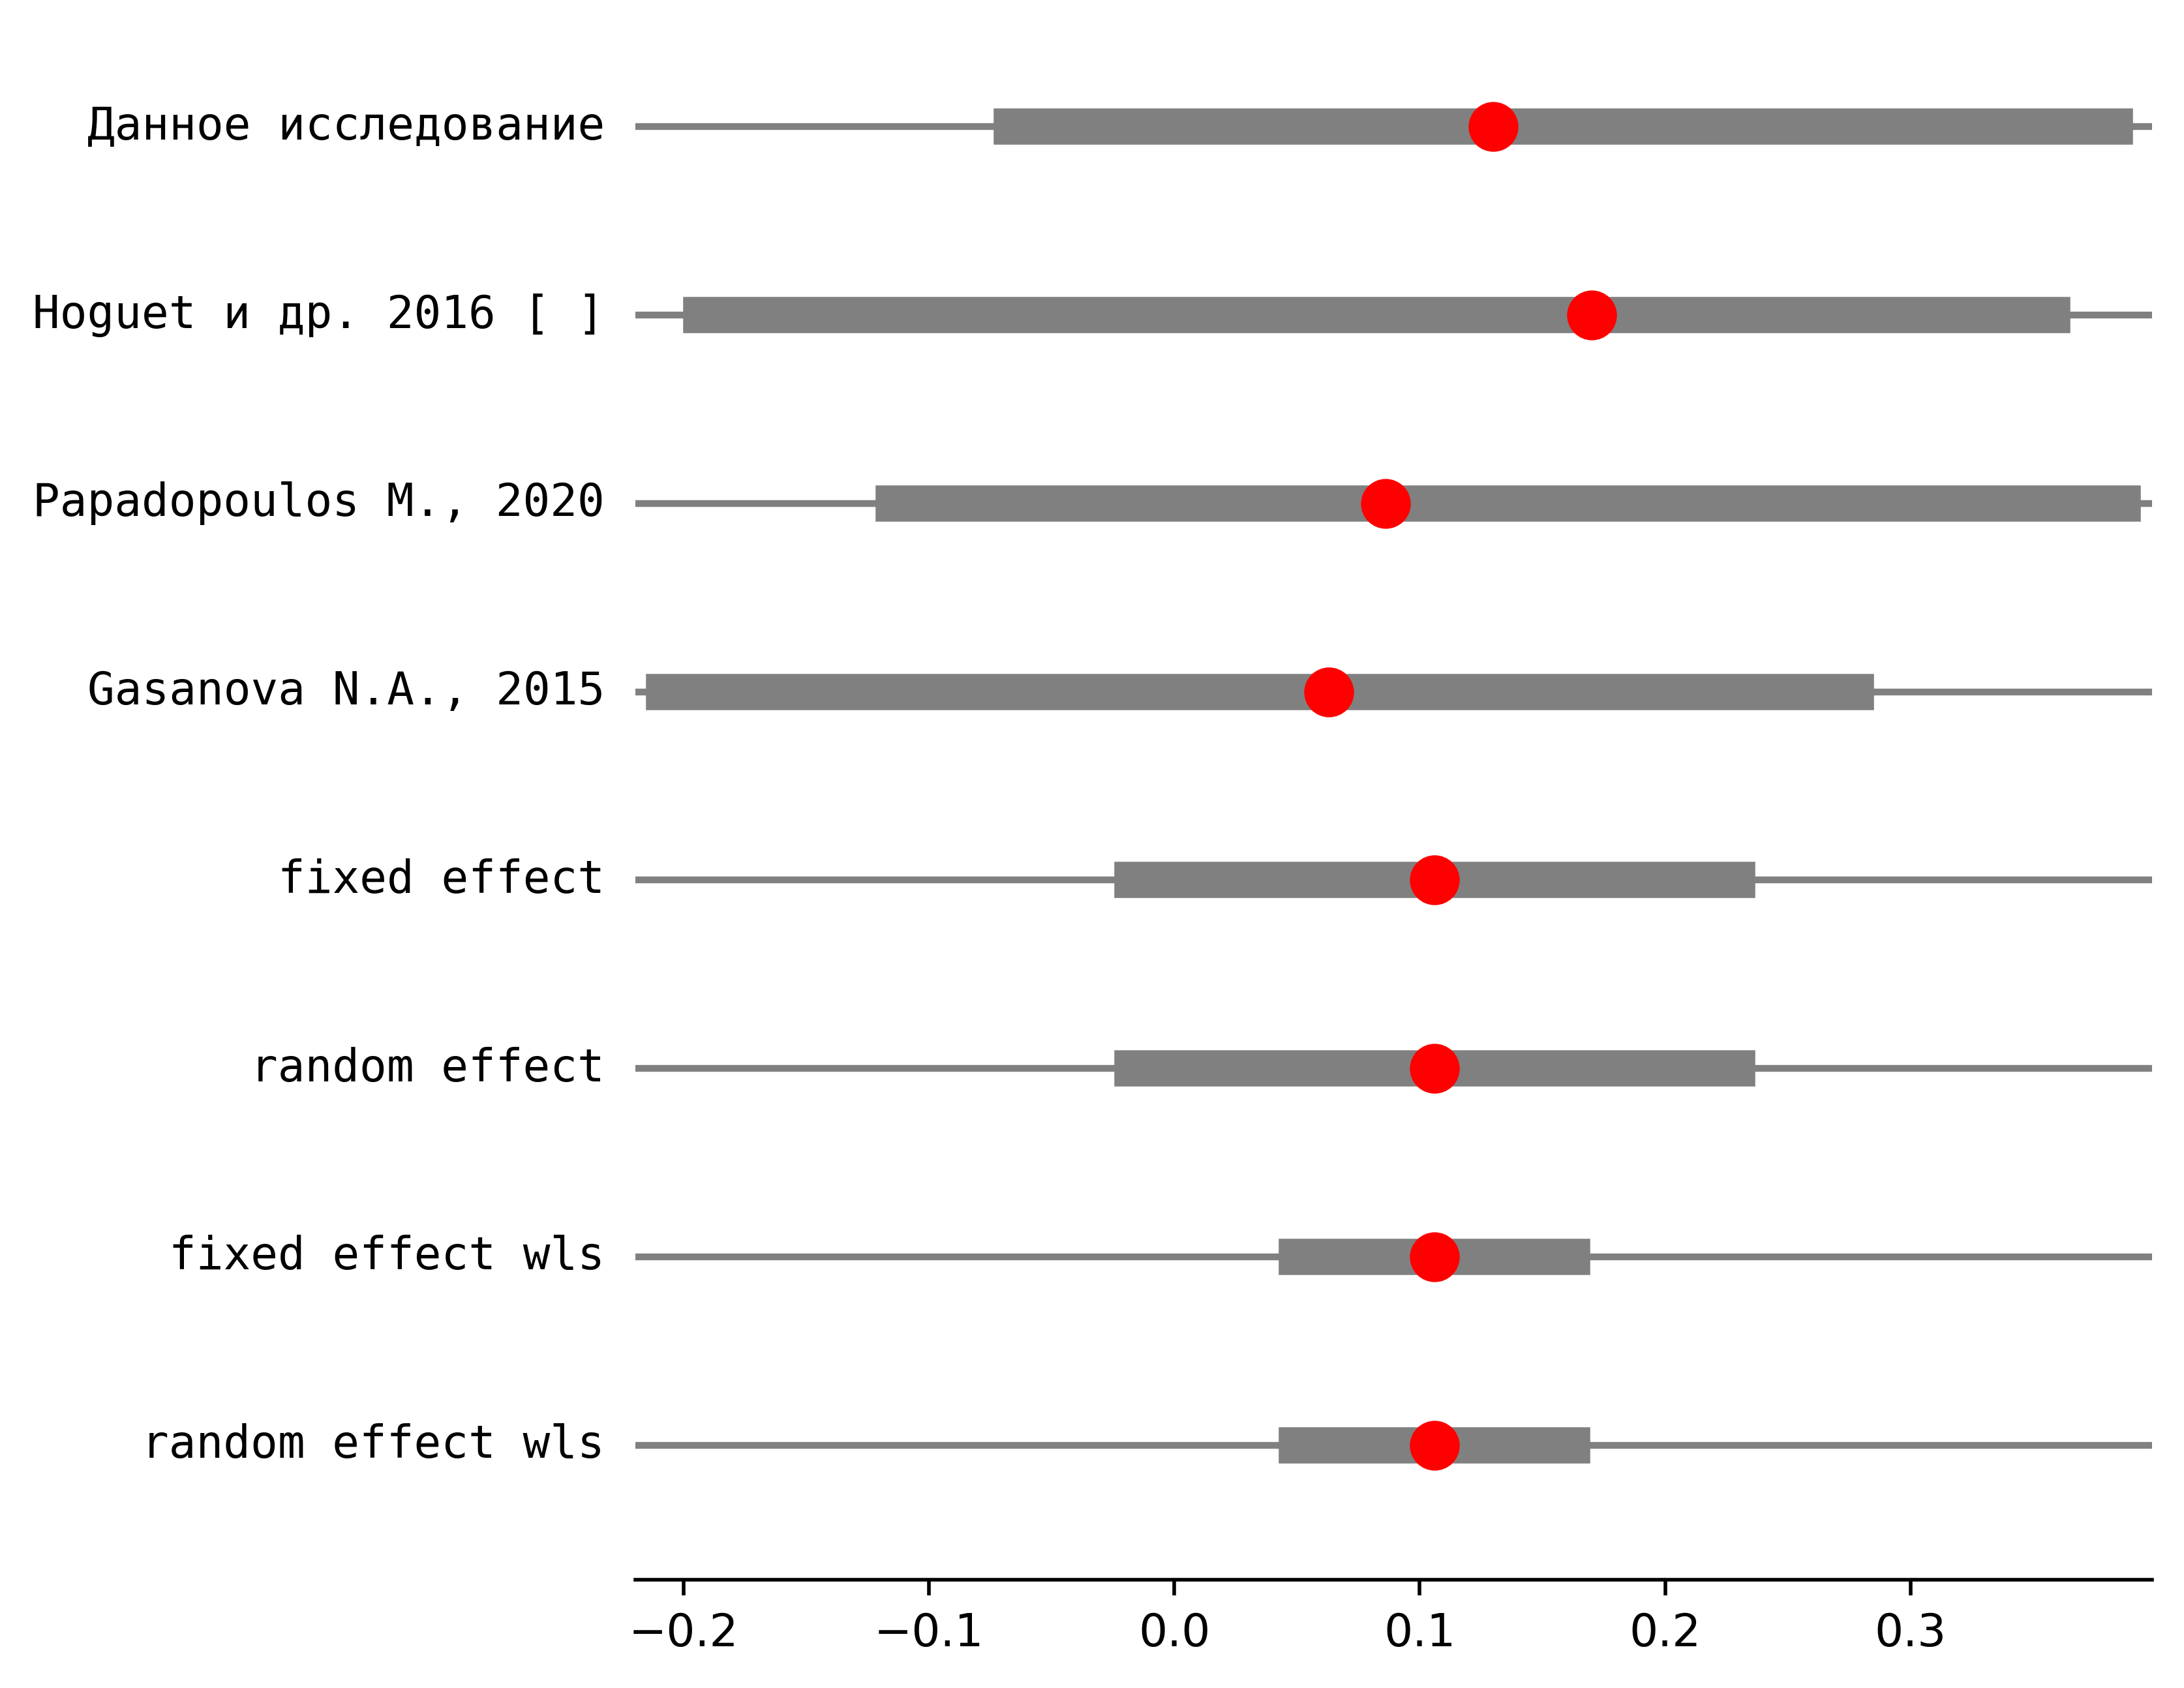 Данное исследование
Hoguet и др. 2016 [ ]
Papadopoulos M., 2020
Gasanova N.A., 2015
fixed effect
random effect
fixed effect wls
random effect wls
−0.2 −0.1 0.0 0.1 0.2 0.3